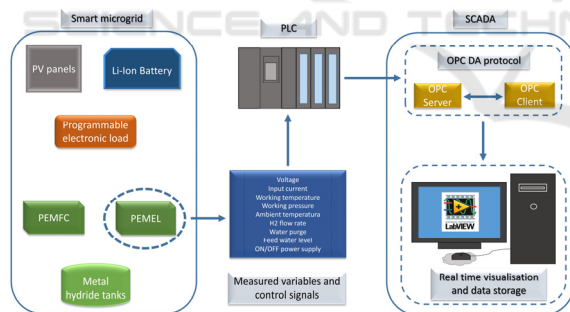 SCIENCE AND TECHN
Smart microgrid
PLC
SCADA
PV panels
Li-Ion Battery
Programmable
electronic load
PEMFC
PEMEL
Metal
hydride tanks
Voltage
Input current
Working temperature
Working pressure
Ambient temperatura
H2 flow rate
Water purge
Feed water level
ON/OFF power supply
Measured variables and
control signals
OPC DA protocol
OPC
Server
OPC
Client
LabVIEW
Real time visualisation
and data storage